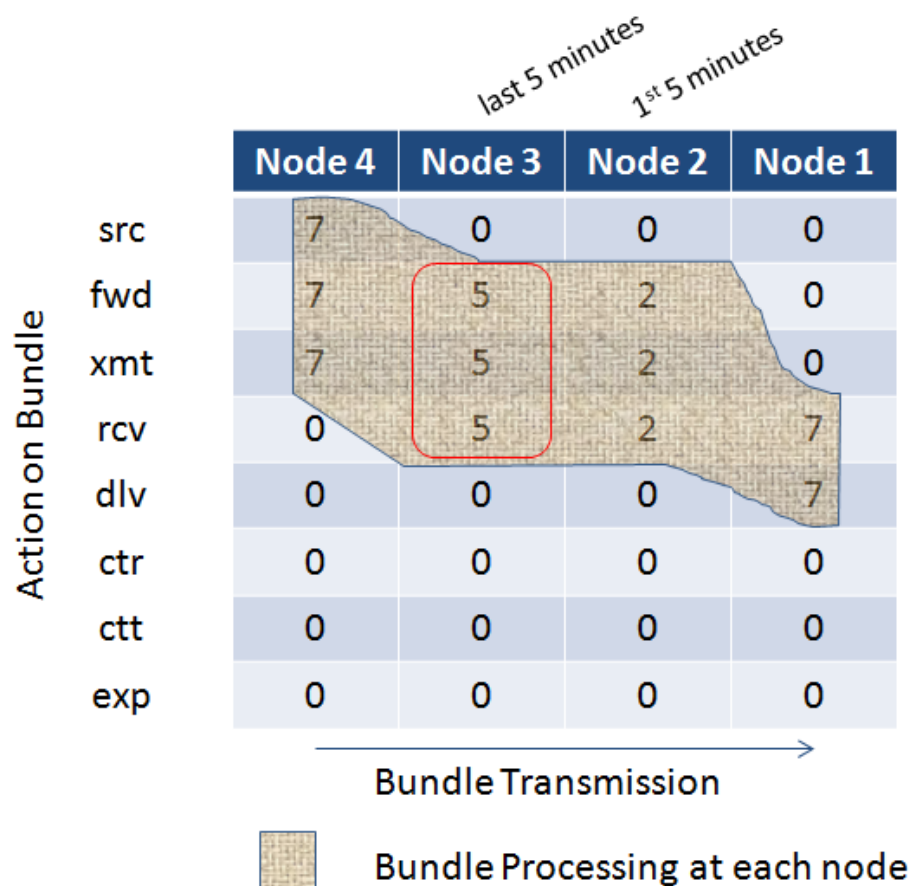 last 5 minutes 1st 5 minutes
Node 4 Node 3 Node 2 Node 1
src 7 0 0 0
fwd 7 5 2 0
xmt 7 5 2 0
rcv 0 5 2 7
dlv 0 0 0 7
ctr 0 0 0 0
ctt 0 0 0 0
exp 0 0 0 0
Action on Bundle
Bundle Transmission
Bundle Processing at each node